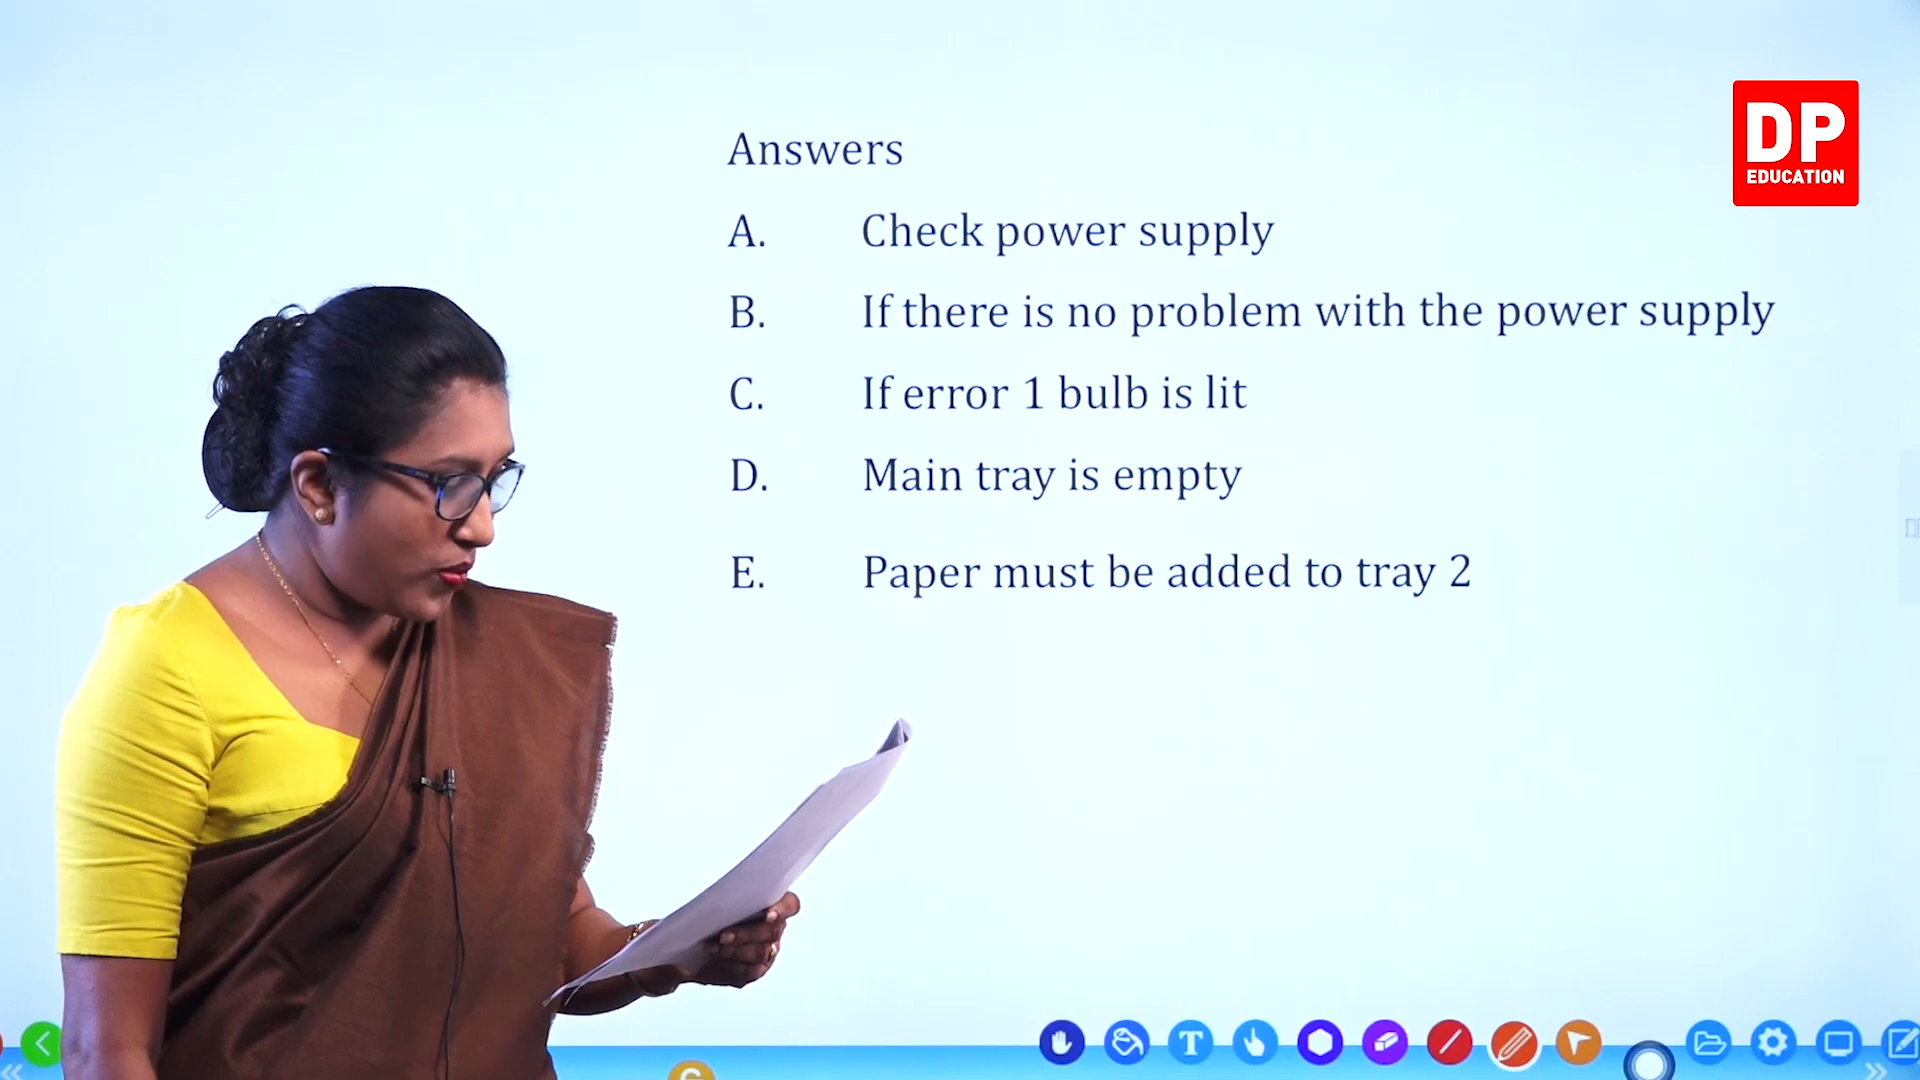 DP
EDUCATION
Answers
A. Check power supply
B. If there is no problem with the power supply
C. If error 1 bulb is lit
D. Main tray is empty
E. Paper must be added to tray 2
T